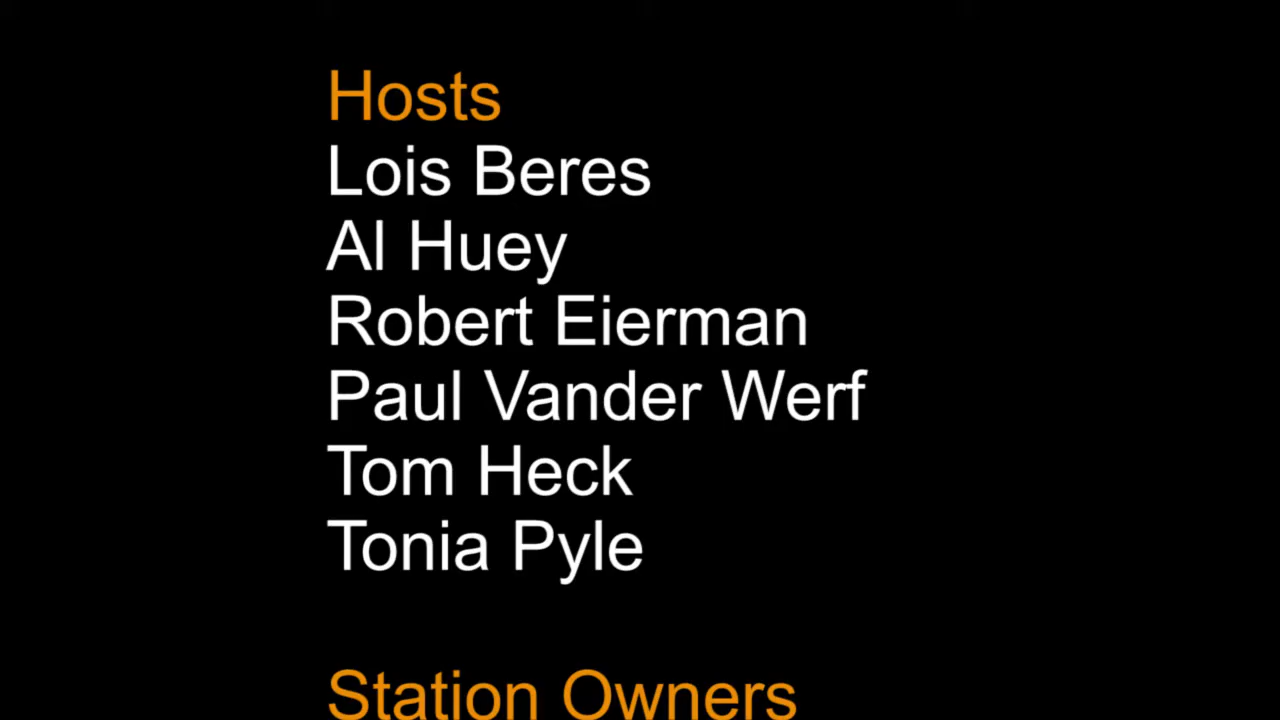 Hosts
Lois Beres
Al Huey
Robert Eierman
Paul Vander Werf
Tom Heck
Tonia Pyle
Station Owners